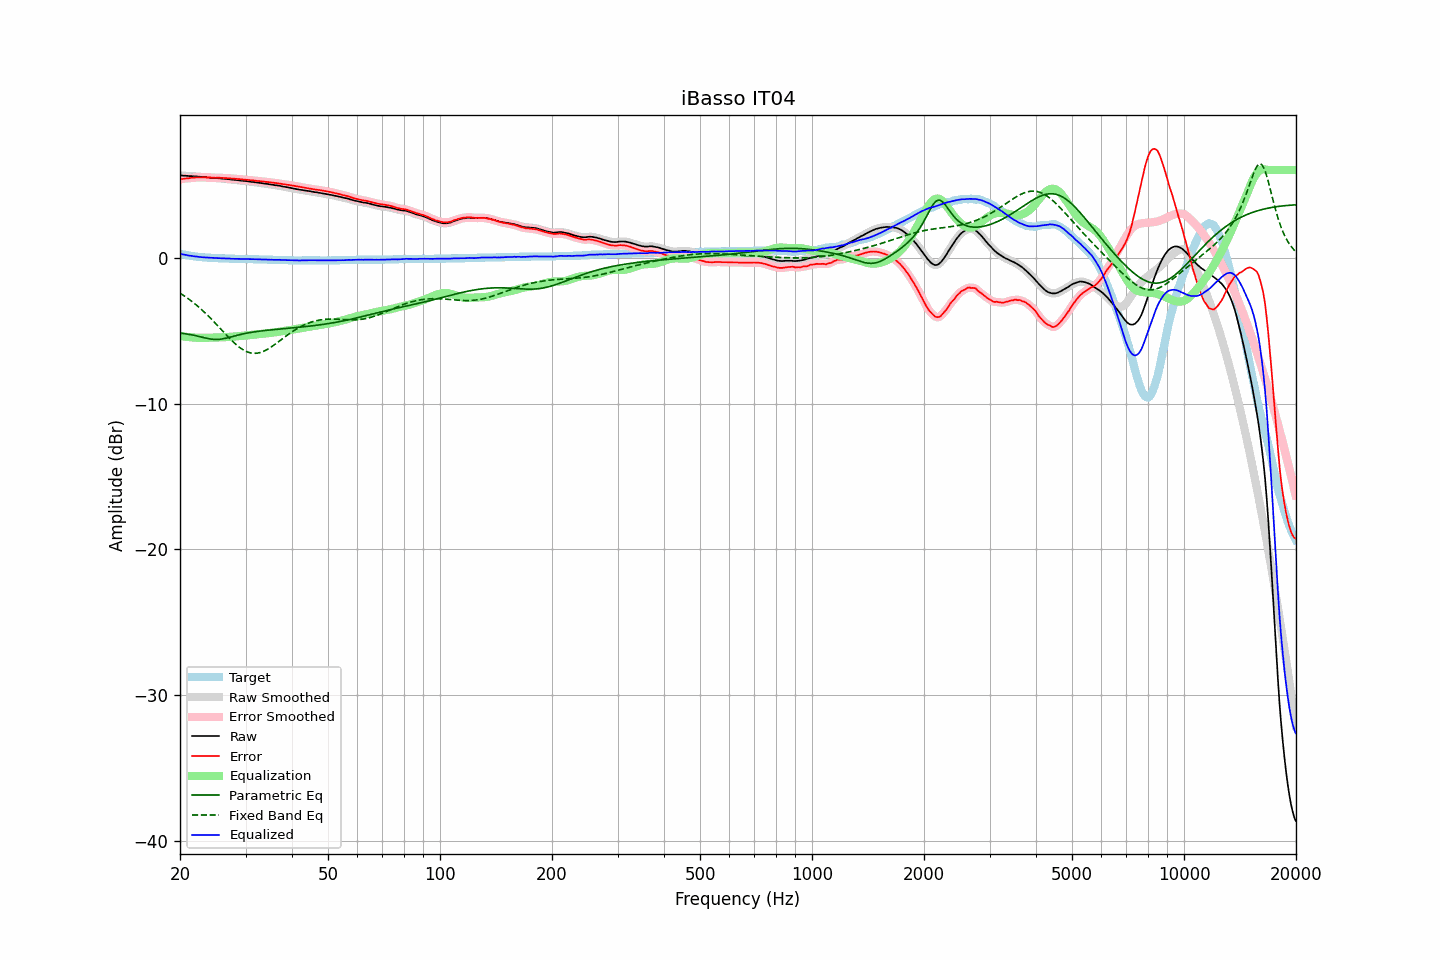 iBasso IT04
Amplitude (dBr)
0
−10
−20
−30
−40
Target
Raw Smoothed
Error Smoothed
Raw
Error
Equalization
Parametric Eq
Fixed Band Eq
Equalized
20 50 100 200 500 1000 2000 5000 10000 20000
Frequency (Hz)